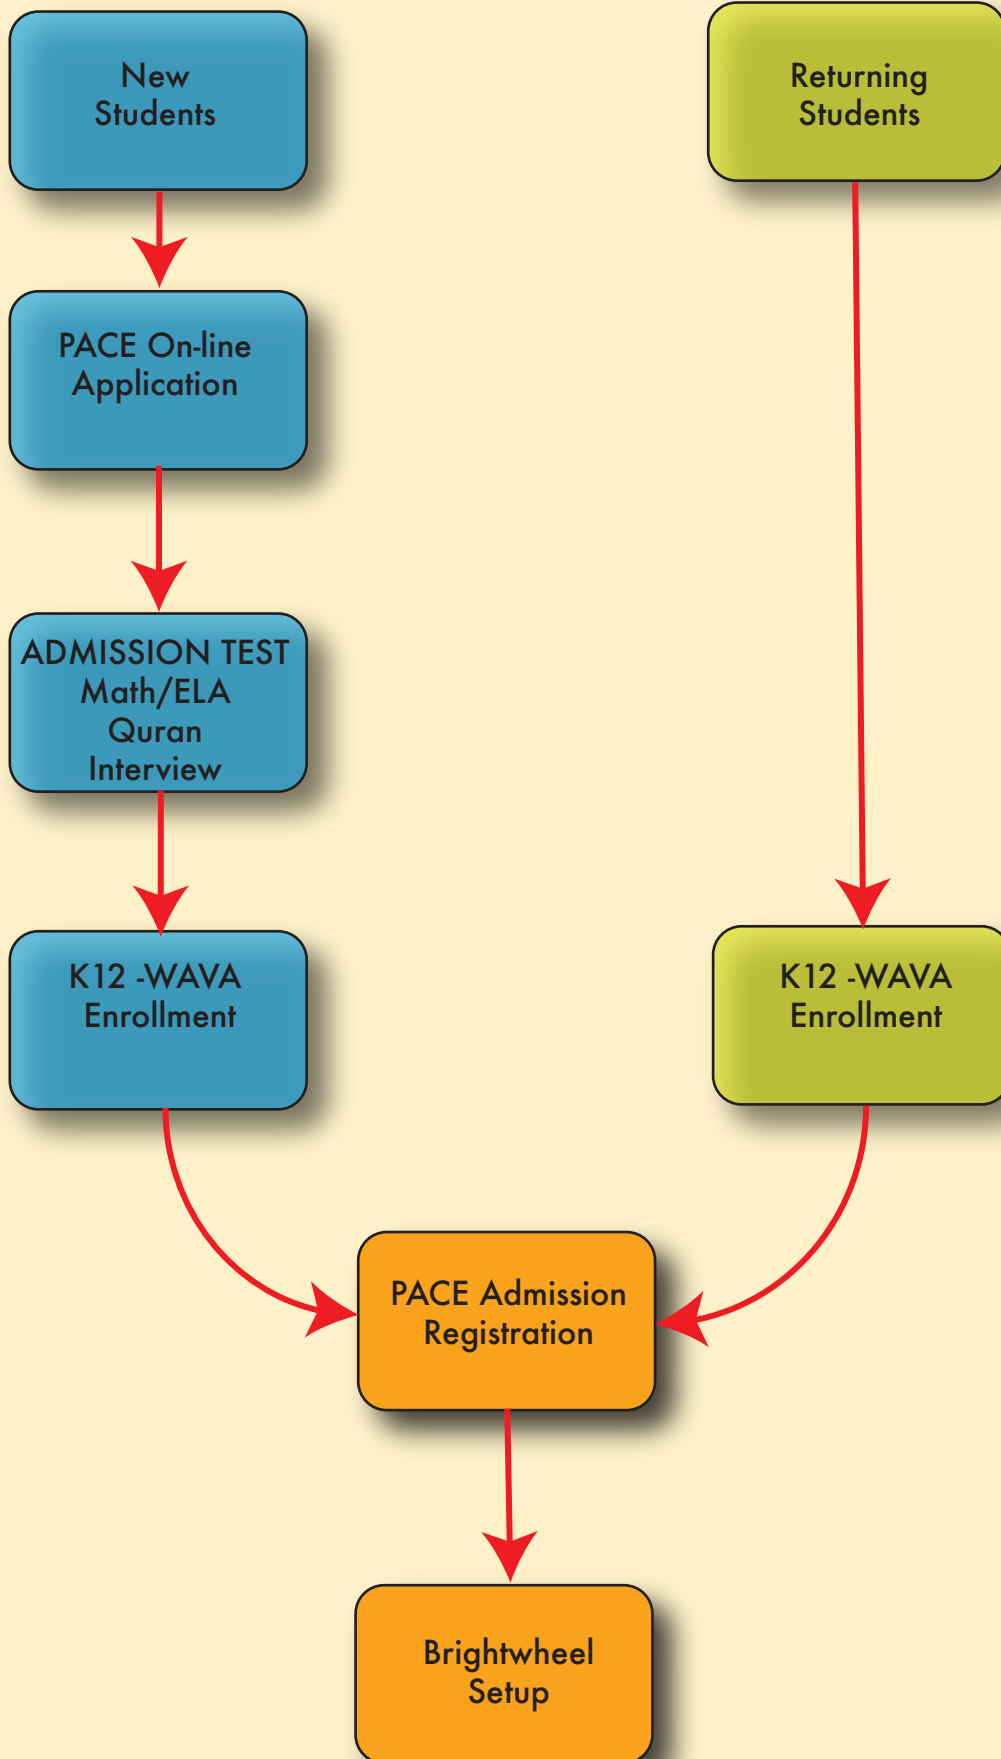 New
Students
Returning
Students
PACE On-line
Application
ADMISSION TEST
Math/ELA
Quran
Interview
K12 -WAVA
Enrollment
K12 -WAVA
Enrollment
PACE Admission
Registration
Brightwheel
Setup